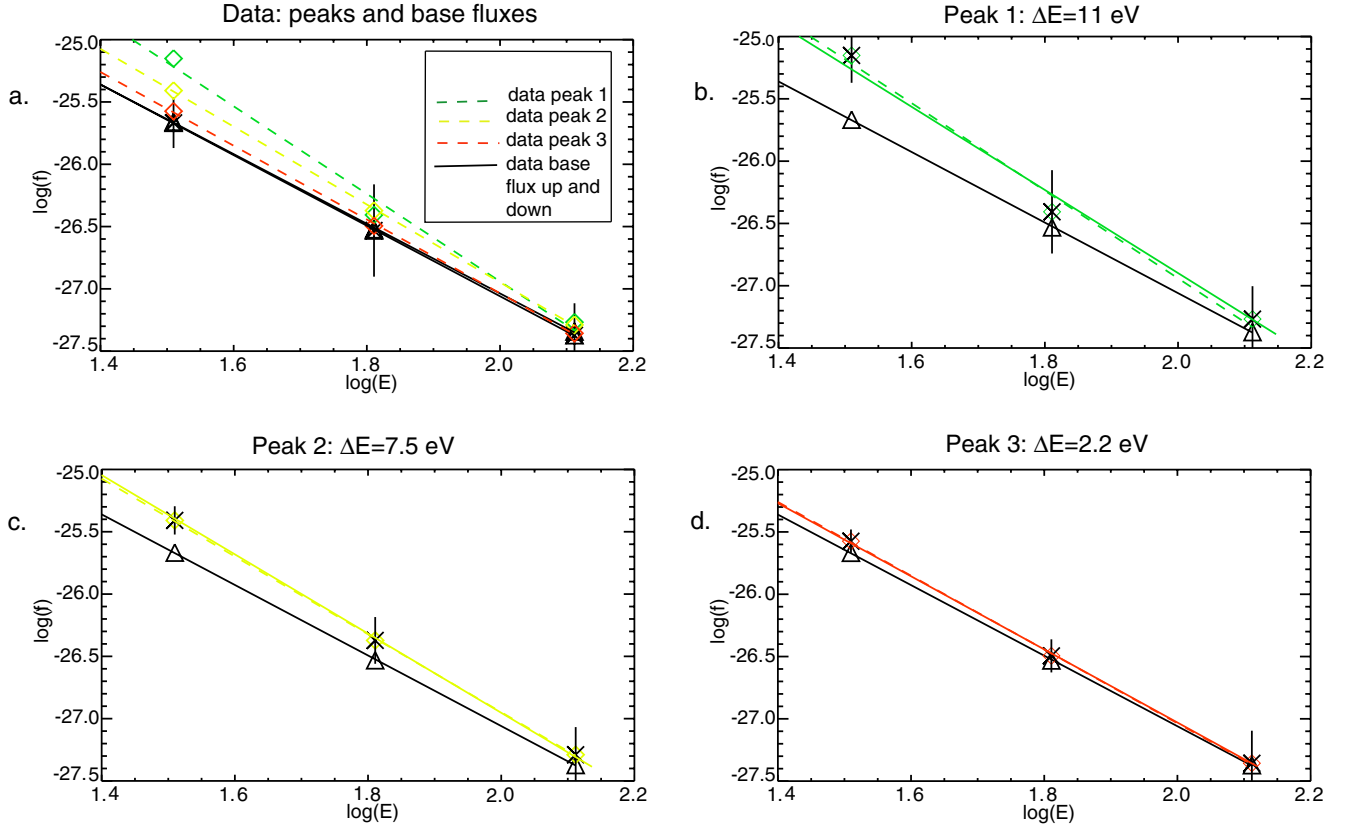 Data: peaks and base fluxes
a.
-25.0
-25.5
-26.0
-26.5
-27.0
-27.5
log(f)
data peak 1
data peak 2
data peak 3
data base
flux up and
down
1.4
1.6
1.8
2.0
2.2
log(E)
Peak 1: ΔE=11 eV
b.
-25.0
-25.5
-26.0
-26.5
-27.0
-27.5
log(f)
1.4
1.6
1.8
2.0
2.2
log(E)
Peak 2: ΔE=7.5 eV
c.
-25.0
-25.5
-26.0
-26.5
-27.0
-27.5
log(f)
1.4
1.6
1.8
2.0
2.2
log(E)
Peak 3: ΔE=2.2 eV
d.
-25.0
-25.5
-26.0
-26.5
-27.0
-27.5
log(f)
1.4
1.6
1.8
2.0
2.2
log(E)